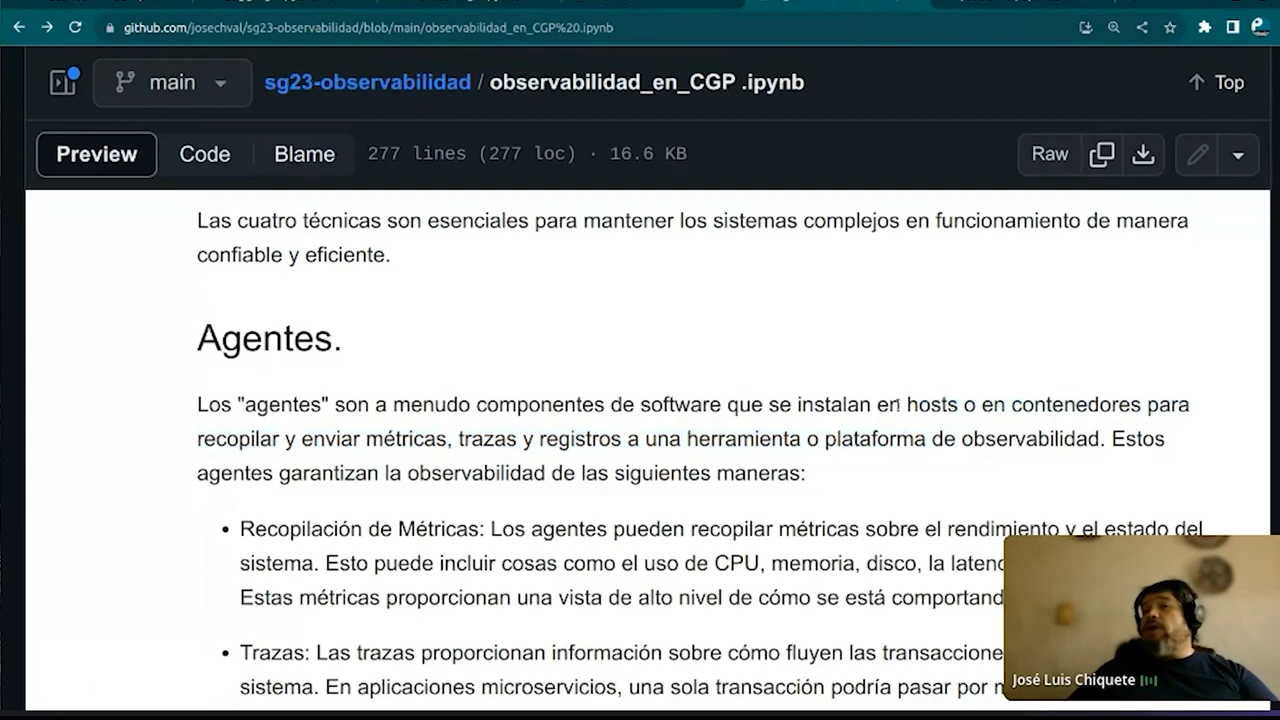 github.com/josechval/sg23-observabilidad/blob/main/observabilidad_en_CGP%20.ipynb
main
sg23-observabilidad / observabilidad_en_CGP .ipynb
Top
Preview
Code
Blame
277 lines (277 loc) · 16.6 KB
Raw
Las cuatro técnicas son esenciales para mantener los sistemas complejos en funcionamiento de manera
confiable y eficiente.
Agentes.
Los "agentes" son a menudo componentes de software que se instalan en hosts o en contenedores para
recopilar y enviar métricas, trazas y registros a una herramienta o plataforma de observabilidad. Estos
agentes garantizan la observabilidad de las siguientes maneras:
• Recopilación de Métricas: Los agentes pueden recopilar métricas sobre el rendimiento y el estado del
sistema. Esto puede incluir cosas como el uso de CPU, memoria, disco, la
Estas métricas proporcionan una vista de alto nivel de cómo se está
• Trazas: Las trazas proporcionan información sobre cómo fluyen las
sistema. En aplicaciones microservicios, una sola transacción podría pasar por
José Luis Chiquete